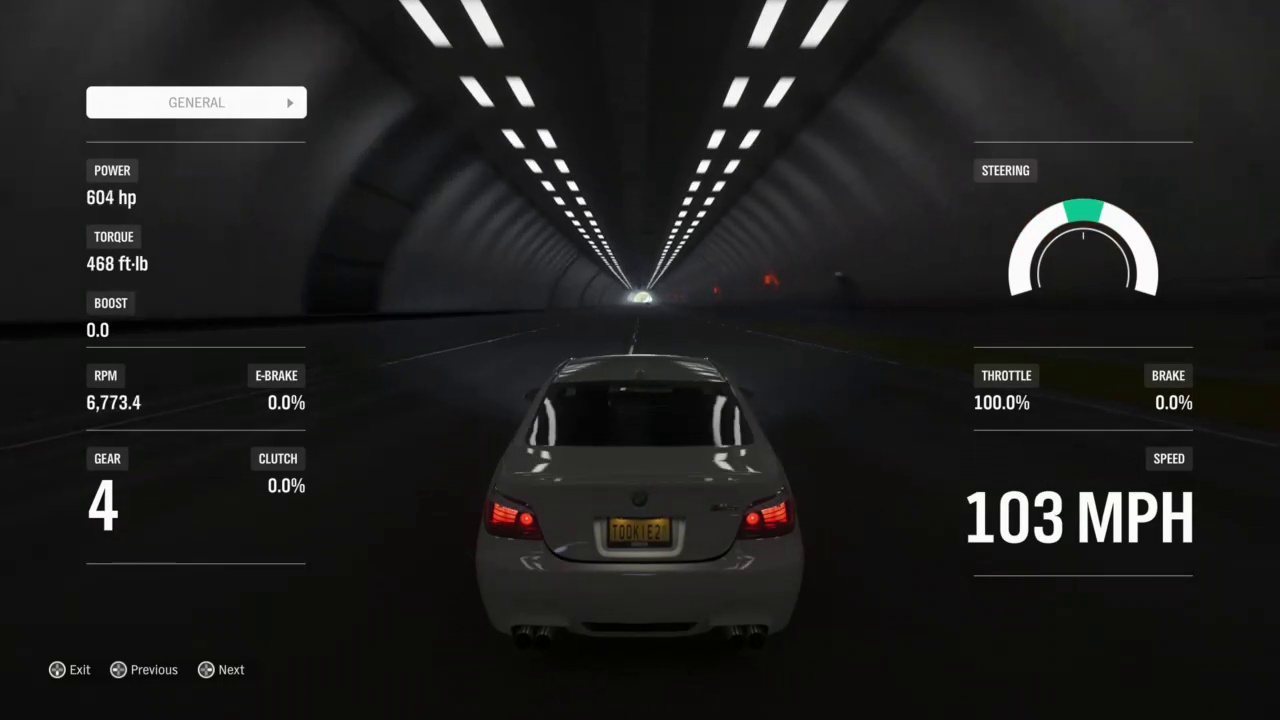 GENERAL
POWER
604 hp
TORQUE
468 ft·lb
BOOST
0.0
RPM
E-BRAKE
6,773.4
0.0%
GEAR
CLUTCH
4
0.0%
STEERING
THROTTLE
BRAKE
100.0%
0.0%
SPEED
103 MPH
Exit
Previous
Next